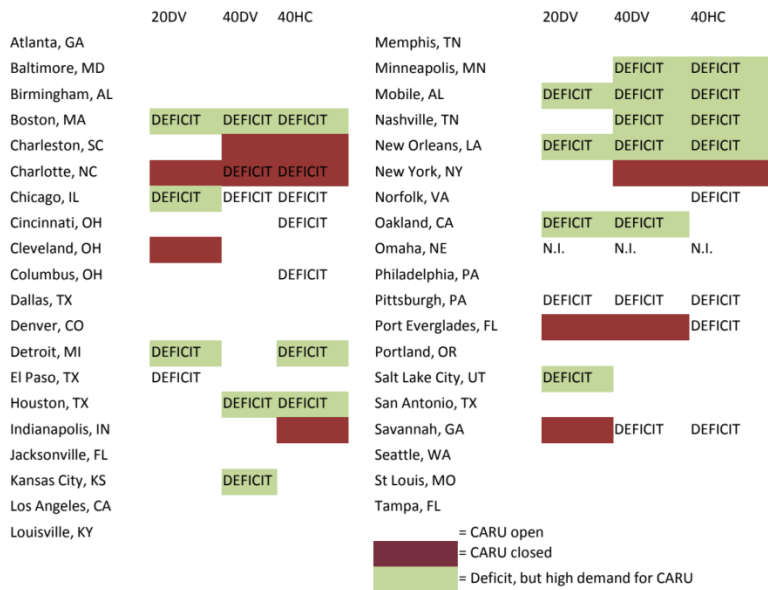 20DV 40DV 40HC
Atlanta, GA
Baltimore, MD
Birmingham, AL
Boston, MA DEFICIT DEFICIT DEFICIT
Charleston, SC
Charlotte, NC DEFICIT DEFICIT
Chicago, IL DEFICIT DEFICIT DEFICIT
Cincinnati, OH DEFICIT
Cleveland, OH
Columbus, OH DEFICIT
Dallas, TX
Denver, CO
Detroit, MI DEFICIT DEFICIT
El Paso, TX DEFICIT
Houston, TX DEFICIT DEFICIT
Indianapolis, IN
Jacksonville, FL
Kansas City, KS DEFICIT
Los Angeles, CA
Louisville, KY
20DV 40DV 40HC
Memphis, TN
Minneapolis, MN DEFICIT DEFICIT
Mobile, AL DEFICIT DEFICIT DEFICIT
Nashville, TN DEFICIT DEFICIT
New Orleans, LA DEFICIT DEFICIT DEFICIT
New York, NY
Norfolk, VA DEFICIT
Oakland, CA DEFICIT DEFICIT
Omaha, NE N.I. N.I. N.I.
Philadelphia, PA
Pittsburgh, PA DEFICIT DEFICIT DEFICIT
Port Everglades, FL DEFICIT
Portland, OR
Salt Lake City, UT DEFICIT
San Antonio, TX
Savannah, GA DEFICIT DEFICIT
Seattle, WA
St Louis, MO
Tampa, FL
= CARU open
= CARU closed
= Deficit, but high demand for CARU